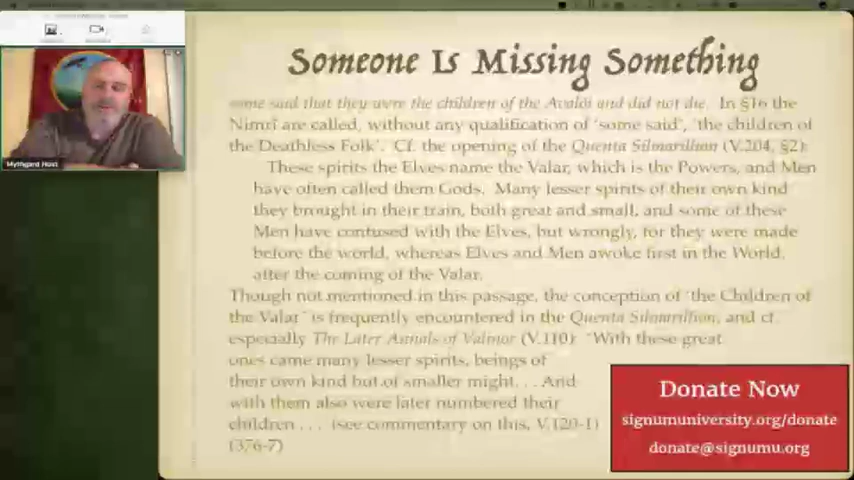 Someone Is Missing Something
some said that they were the children of the Avalōi and did not die. In §16 the
Nimrī are called, without any qualification of 'some said', 'the children of
the Deathless Folk'. Cf. the opening of the Quenta Silmarillion (V.204, §2):
These spirits the Elves name the Valar, which is the Powers, and Men
have often called them Gods. Many lesser spirits of their own kind
they brought in their train, both great and small, and some of these
Men have confused with the Elves, but wrongly, for they were made
before the world, whereas Elves and Men awoke first in the World,
after the coming of the Valar.
Though not mentioned in this passage, the conception of 'the Children of
the Valar' is frequently encountered in the Quenta Silmarillion, and cf.
especially The Later Annals of Valinor (V.110): 'With these great
ones came many lesser spirits, beings of
their own kind but of smaller might. . . And
with them also were later numbered their
children . . . (see commentary on this, V.120-1)
(376-7)
Mythgard Host
Donate Now
signumuniversity.org/donate
donate@signumu.org